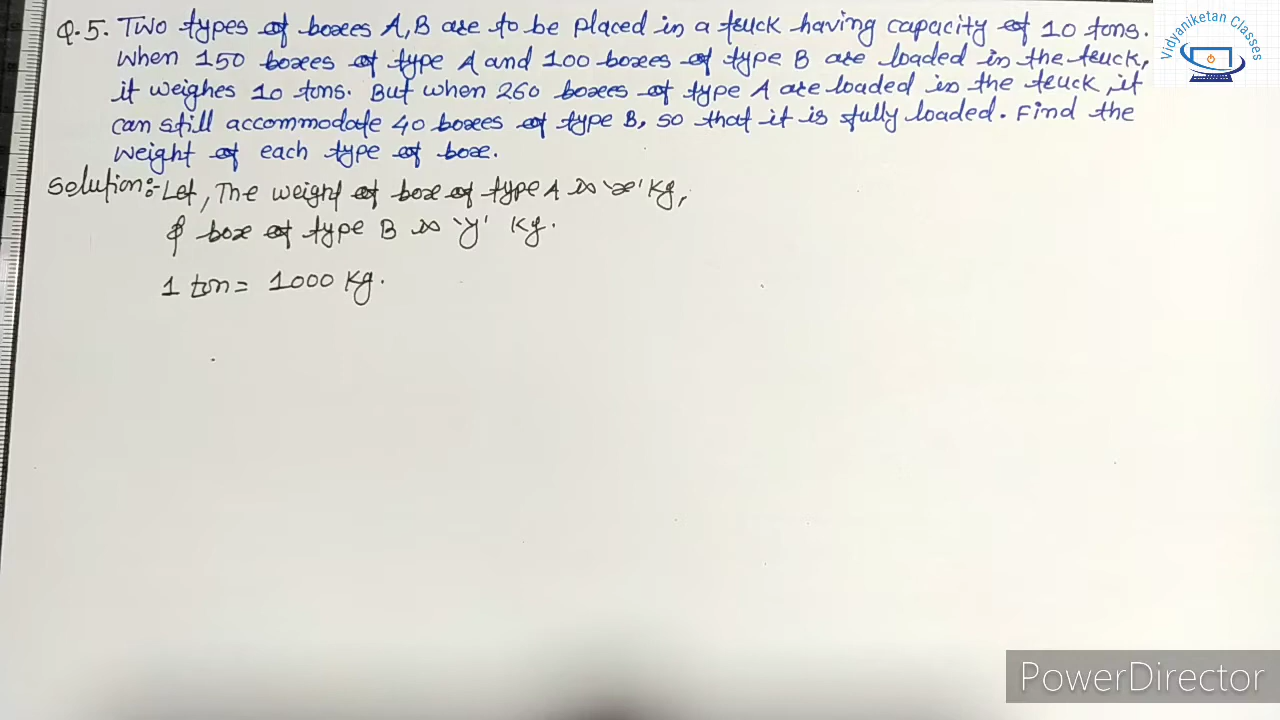 Q.5. Two types of boxes A, B are to be placed in a truck having capacity of 10 tons.
When 150 boxes of type A and 100 boxes of type B are loaded in the truck,
it weighes 10 tons. But when 260 boxes of type A are loaded in the truck, it
can still accommodate 40 boxes of type B, so that it is fully loaded. Find the
weight of each type of box.
Solution:- Let, The weight of box of type A is 'x' Kg,
& box of type B is 'y' Kg.
1 ton = 1000 Kg.
Vidyaniketan Classes
PowerDirector